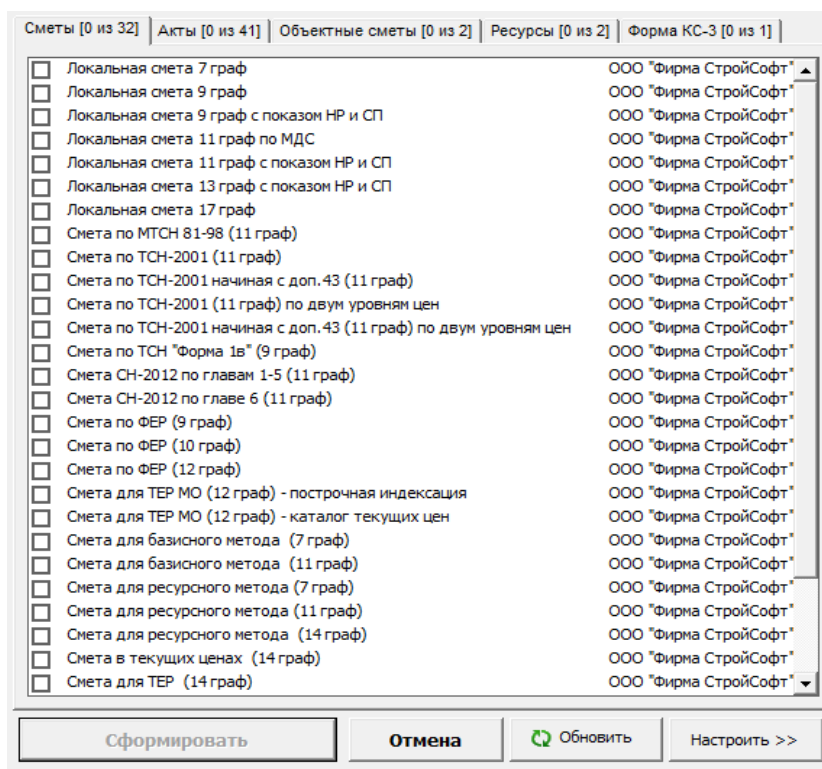 Сметы [0 из 32] Акты [0 из 41] Объектные сметы [0 из 2] Ресурсы [0 из 2] Форма КС-3 [0 из 1]
Локальная смета 7 граф ООО "Фирма СтройСофт"
Локальная смета 9 граф ООО "Фирма СтройСофт"
Локальная смета 9 граф с показом НР и СП ООО "Фирма СтройСофт"
Локальная смета 11 граф по МДС ООО "Фирма СтройСофт"
Локальная смета 11 граф с показом НР и СП ООО "Фирма СтройСофт"
Локальная смета 13 граф с показом НР и СП ООО "Фирма СтройСофт"
Локальная смета 17 граф ООО "Фирма СтройСофт"
Смета по МТСН 81-98 (11 граф) ООО "Фирма СтройСофт"
Смета по ТСН-2001 (11 граф) ООО "Фирма СтройСофт"
Смета по ТСН-2001 начиная с доп.43 (11 граф) ООО "Фирма СтройСофт"
Смета по ТСН-2001 (11 граф) по двум уровням цен ООО "Фирма СтройСофт"
Смета по ТСН-2001 начиная с доп.43 (11 граф) по двум уровням цен ООО "Фирма СтройСофт"
Смета по ТСН "Форма 1в" (9 граф) ООО "Фирма СтройСофт"
Смета СН-2012 по главам 1-5 (11 граф) ООО "Фирма СтройСофт"
Смета СН-2012 по главе 6 (11 граф) ООО "Фирма СтройСофт"
Смета по ФЕР (9 граф) ООО "Фирма СтройСофт"
Смета по ФЕР (10 граф) ООО "Фирма СтройСофт"
Смета по ФЕР (12 граф) ООО "Фирма СтройСофт"
Смета для ТЕР МО (12 граф) - построчная индексация ООО "Фирма СтройСофт"
Смета для ТЕР МО (12 граф) - каталог текущих цен ООО "Фирма СтройСофт"
Смета для базисного метода (7 граф) ООО "Фирма СтройСофт"
Смета для базисного метода (11 граф) ООО "Фирма СтройСофт"
Смета для ресурсного метода (7 граф) ООО "Фирма СтройСофт"
Смета для ресурсного метода (11 граф) ООО "Фирма СтройСофт"
Смета для ресурсного метода (14 граф) ООО "Фирма СтройСофт"
Смета в текущих ценах (14 граф) ООО "Фирма СтройСофт"
Смета для ТЕР (14 граф) ООО "Фирма СтройСофт"
Сформировать Отмена Обновить Настроить >>